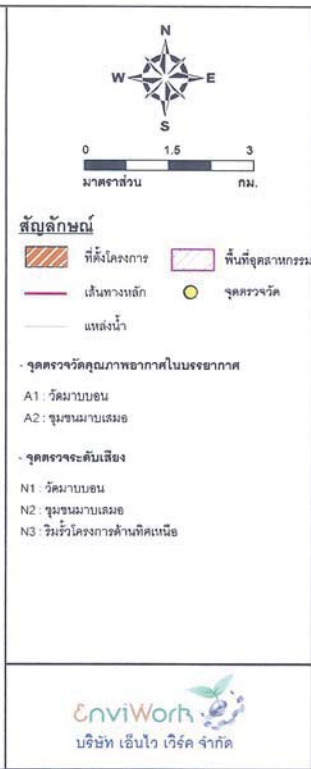 N
W E
S
0 1.5 3
มาตราส่วน กม.
สัญลักษณ์
ที่ตั้งโครงการ พื้นที่อุตสาหกรรม
เส้นทางหลัก จุดตรวจวัด
แหล่งน้ำ
- จุดตรวจวัดคุณภาพอากาศในบรรยากาศ
A1 : วัดมาบบอน
A2 : ชุมชนมาบเสมอ
- จุดตรวจระดับเสียง
N1 : วัดมาบบอน
N2 : ชุมชนมาบเสมอ
N3 : ริมรั้วโครงการด้านทิศเหนือ
EnviWork
บริษัท เอ็นไว เวิร์ค จำกัด